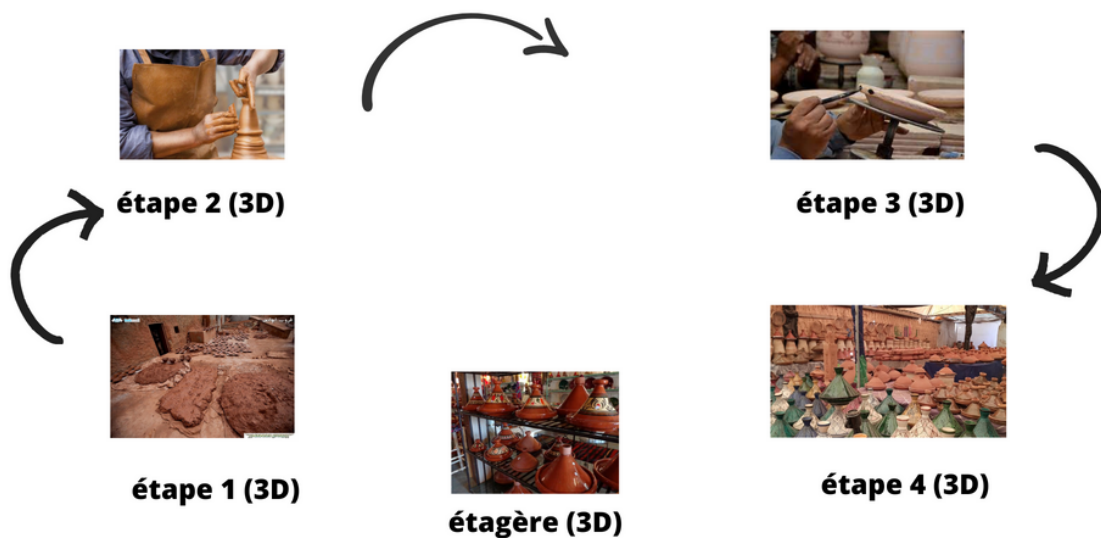 étape 2 (3D)
étape 3 (3D)
étape 1 (3D)
étape 4 (3D)
étagère (3D)